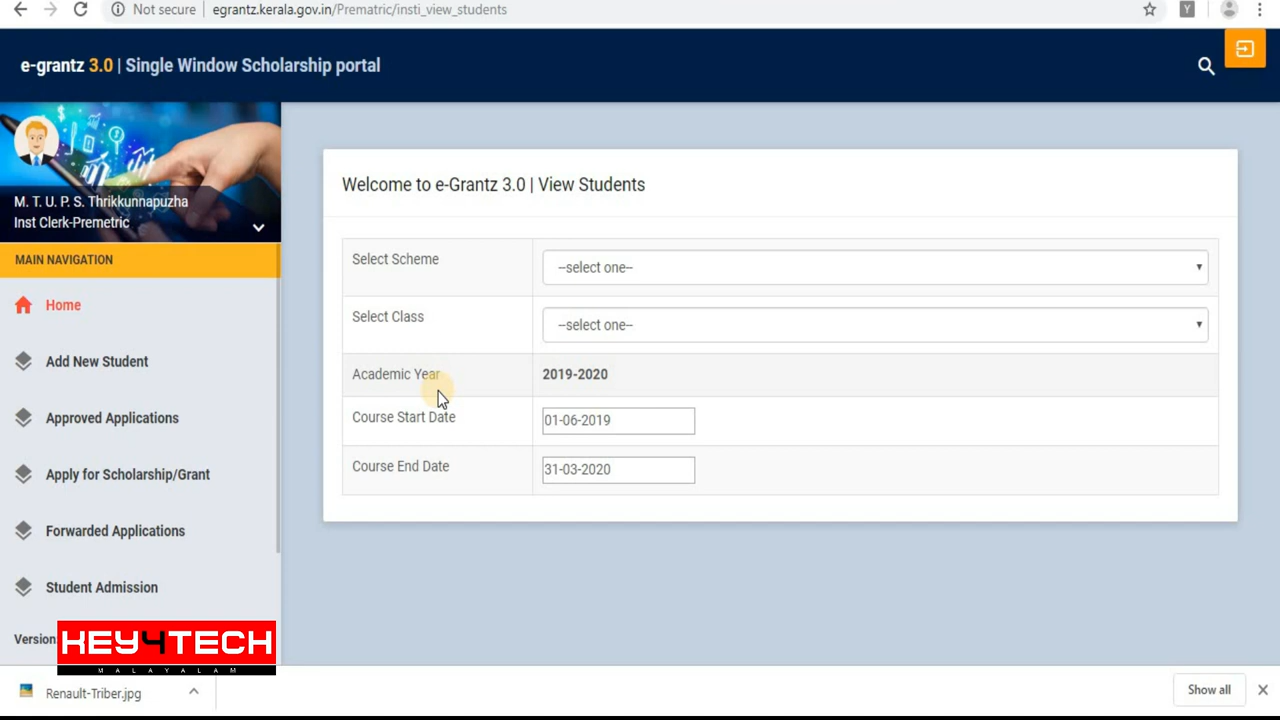 Not secure | egrantz.kerala.gov.in/Prematric/insti_view_students
Y
e-grantz 3.0 | Single Window Scholarship portal
M. T. U. P. S. Thrikkunnapuzha
Inst Clerk-Premetric
MAIN NAVIGATION
Home
Add New Student
Approved Applications
Apply for Scholarship/Grant
Forwarded Applications
Student Admission
Version
KEY4TECH
MALAYALAM
Welcome to e-Grantz 3.0 | View Students
Select Scheme
--select one--
Select Class
--select one--
Academic Year
2019-2020
Course Start Date
01-06-2019
Course End Date
31-03-2020
Renault-Triber.jpg
Show all